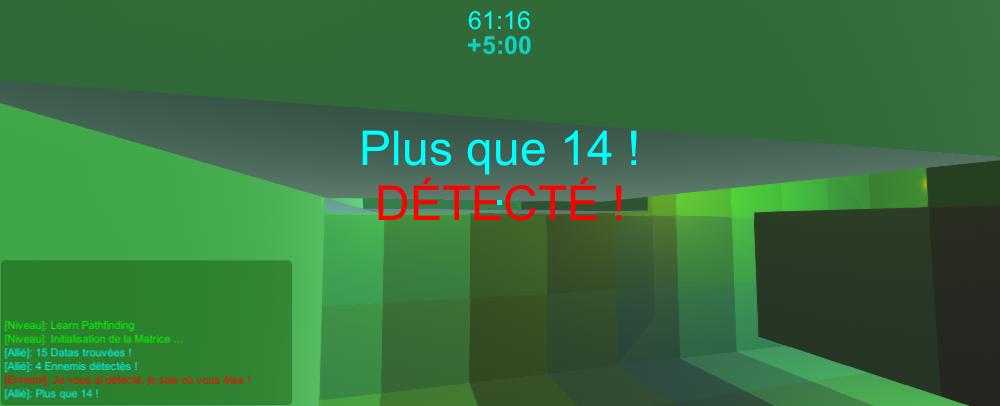 61:16
+5:00
Plus que 14 !
DÉTECTÉ !
[Niveau]: Learn Pathfinding
[Niveau]: Initialisation de la Matrice ...
[Allié]: 15 Datas trouvées !
[Allié]: 4 Ennemis détectés !
[Ennemi]: Je vous ai détecté, je sais où vous êtes !
[Allié]: Plus que 14 !